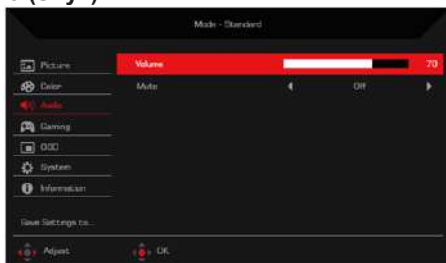 Mode - Standard
Picture
Volume 70
Color
Mute Off
Audio
Gaming
OSD
System
Information
Save Settings to...
Adjust OK